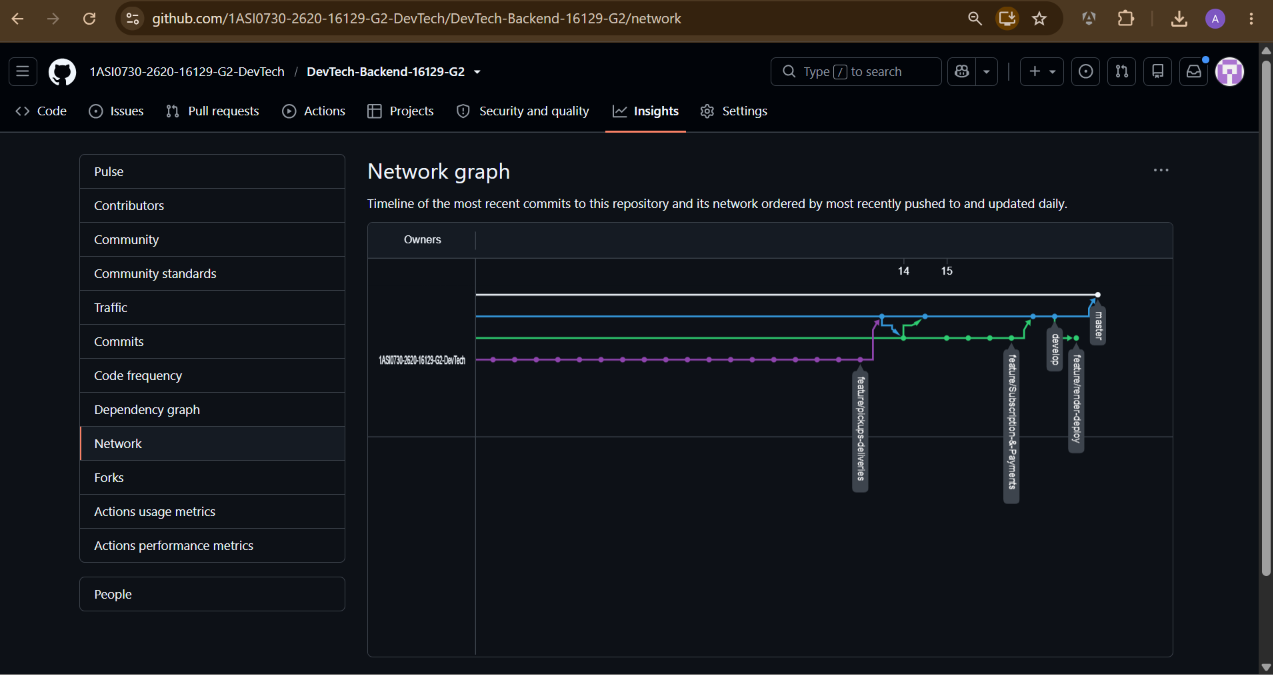 github.com/1ASI0730-2620-16129-G2-DevTech/DevTech-Backend-16129-G2/network
A
1ASI0730-2620-16129-G2-DevTech / DevTech-Backend-16129-G2
Type / to search
Code Issues Pull requests Actions Projects Security and quality Insights Settings
Pulse
Contributors
Community
Community standards
Traffic
Commits
Code frequency
Dependency graph
Network
Forks
Actions usage metrics
Actions performance metrics
People
Network graph
Timeline of the most recent commits to this repository and its network ordered by most recently pushed to and updated daily.
Owners
14 15
1ASI0730-2620-16129-G2-DevTech
feature/pickups-deliveries
feature/Subscription-&-Payments
develop
feature/render-deploy
master